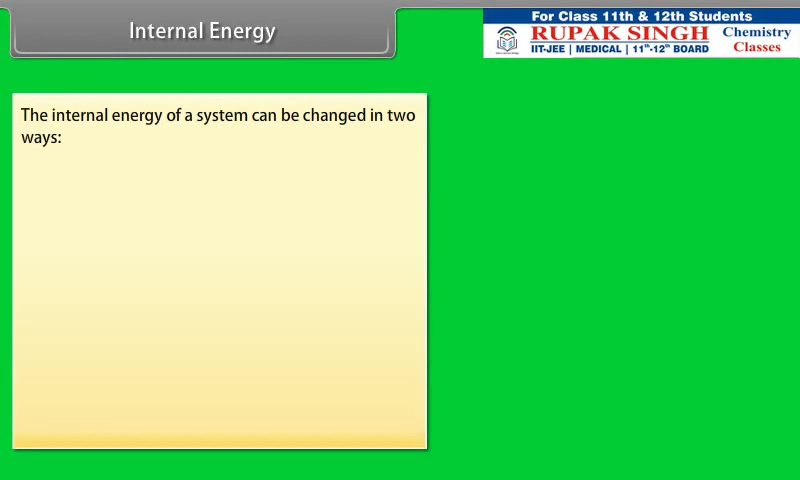 Internal Energy
For Class 11th & 12th Students
RUPAK SINGH
IIT-JEE | MEDICAL | 11th-12th BOARD
Chemistry
Classes
The internal energy of a system can be changed in two
ways: